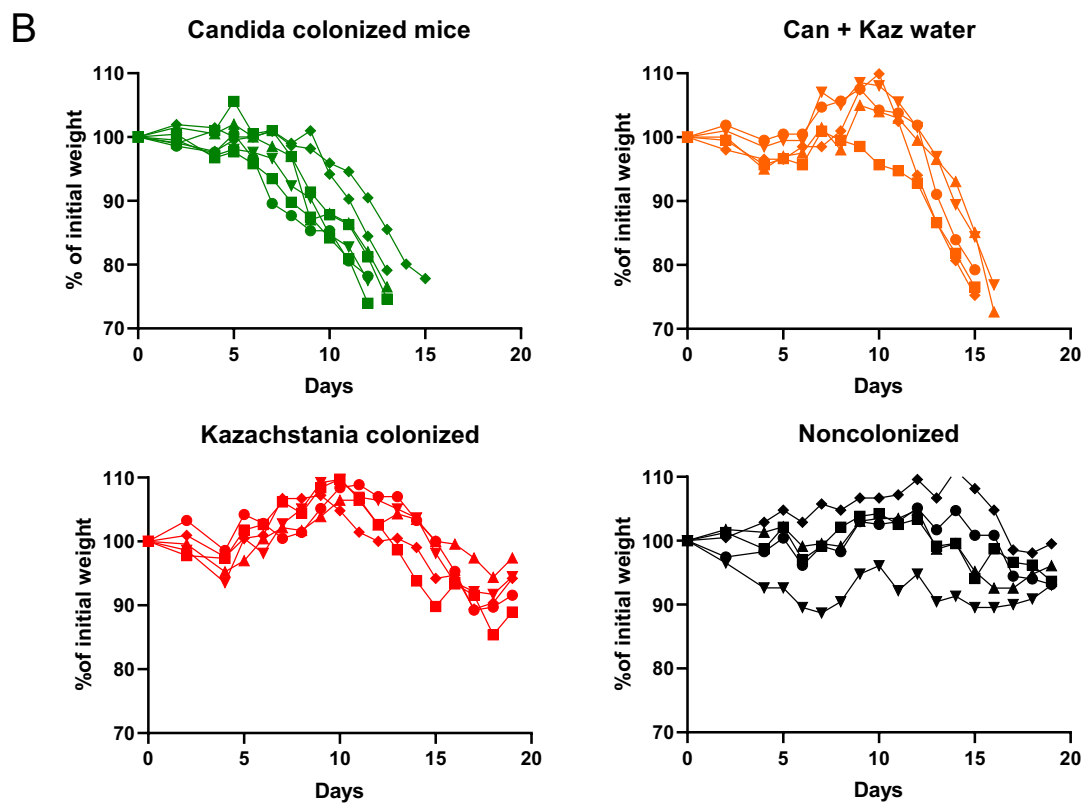 B
Candida colonized mice
% of initial weight
110
100
90
80
70
0 5 10 15 20
Days
Can + Kaz water
%of initial weight
110
100
90
80
70
0 5 10 15 20
Days
Kazachstania colonized
%of initial weight
110
100
90
80
70
0 5 10 15 20
Days
Noncolonized
%of initial weight
110
100
90
80
70
0 5 10 15 20
Days